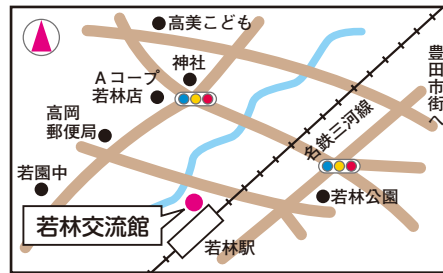 高美こども
神社
Aコープ
若林店
高岡
郵便局
若園中
若林交流館
若林駅
名鉄三河線
若林公園
豊田市街へ